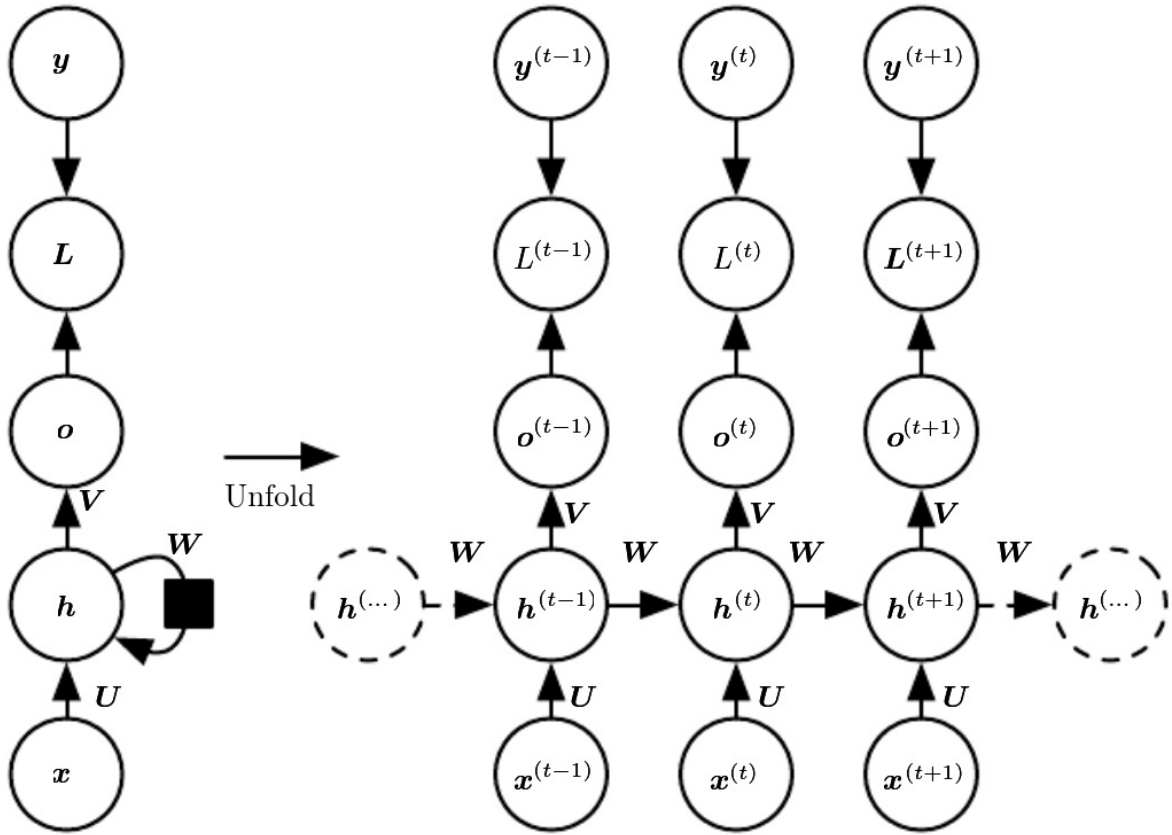 y y^(t−1) y^(t) y^(t+1)
L L^(t−1) L^(t) L^(t+1)
o o^(t−1) o^(t) o^(t+1)
Unfold
V V V V
W W W W W
h h^(...) h^(t−1) h^(t) h^(t+1) h^(...)
U U U U
x x^(t−1) x^(t) x^(t+1)